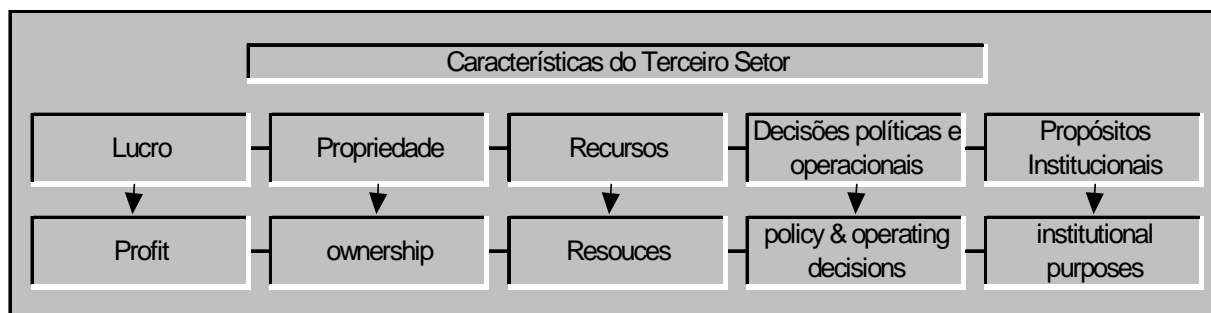 Características do Terceiro Setor
Lucro
Propriedade
Recursos
Decisões políticas e
operacionais
Propósitos
Institucionais
Profit
ownership
Resouces
policy & operating
decisions
institutional
purposes